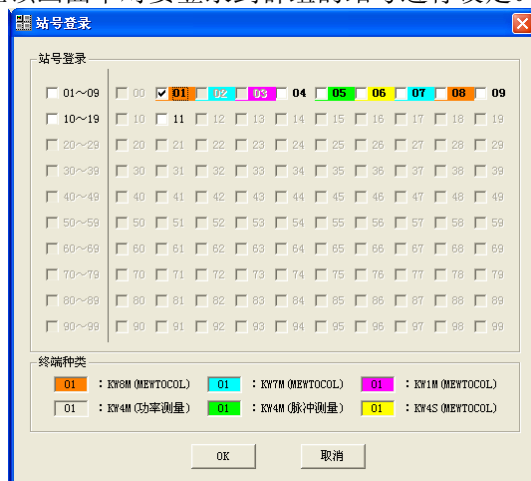 站号登录
站号登录
01～09 00 01 02 03 04 05 06 07 08 09
10～19 10 11 12 13 14 15 16 17 18 19
20～29 20 21 22 23 24 25 26 27 28 29
30～39 30 31 32 33 34 35 36 37 38 39
40～49 40 41 42 43 44 45 46 47 48 49
50～59 50 51 52 53 54 55 56 57 58 59
60～69 60 61 62 63 64 65 66 67 68 69
70～79 70 71 72 73 74 75 76 77 78 79
80～89 80 81 82 83 84 85 86 87 88 89
90～99 90 91 92 93 94 95 96 97 98 99
终端种类
01 : KW8M(MEWTOCOL) 01 : KW7M(MEWTOCOL) 01 : KW1M(MEWTOCOL)
01 : KW4M(功率测量) 01 : KW4M(脉冲测量) 01 : KW4S(MEWTOCOL)
OK 取消